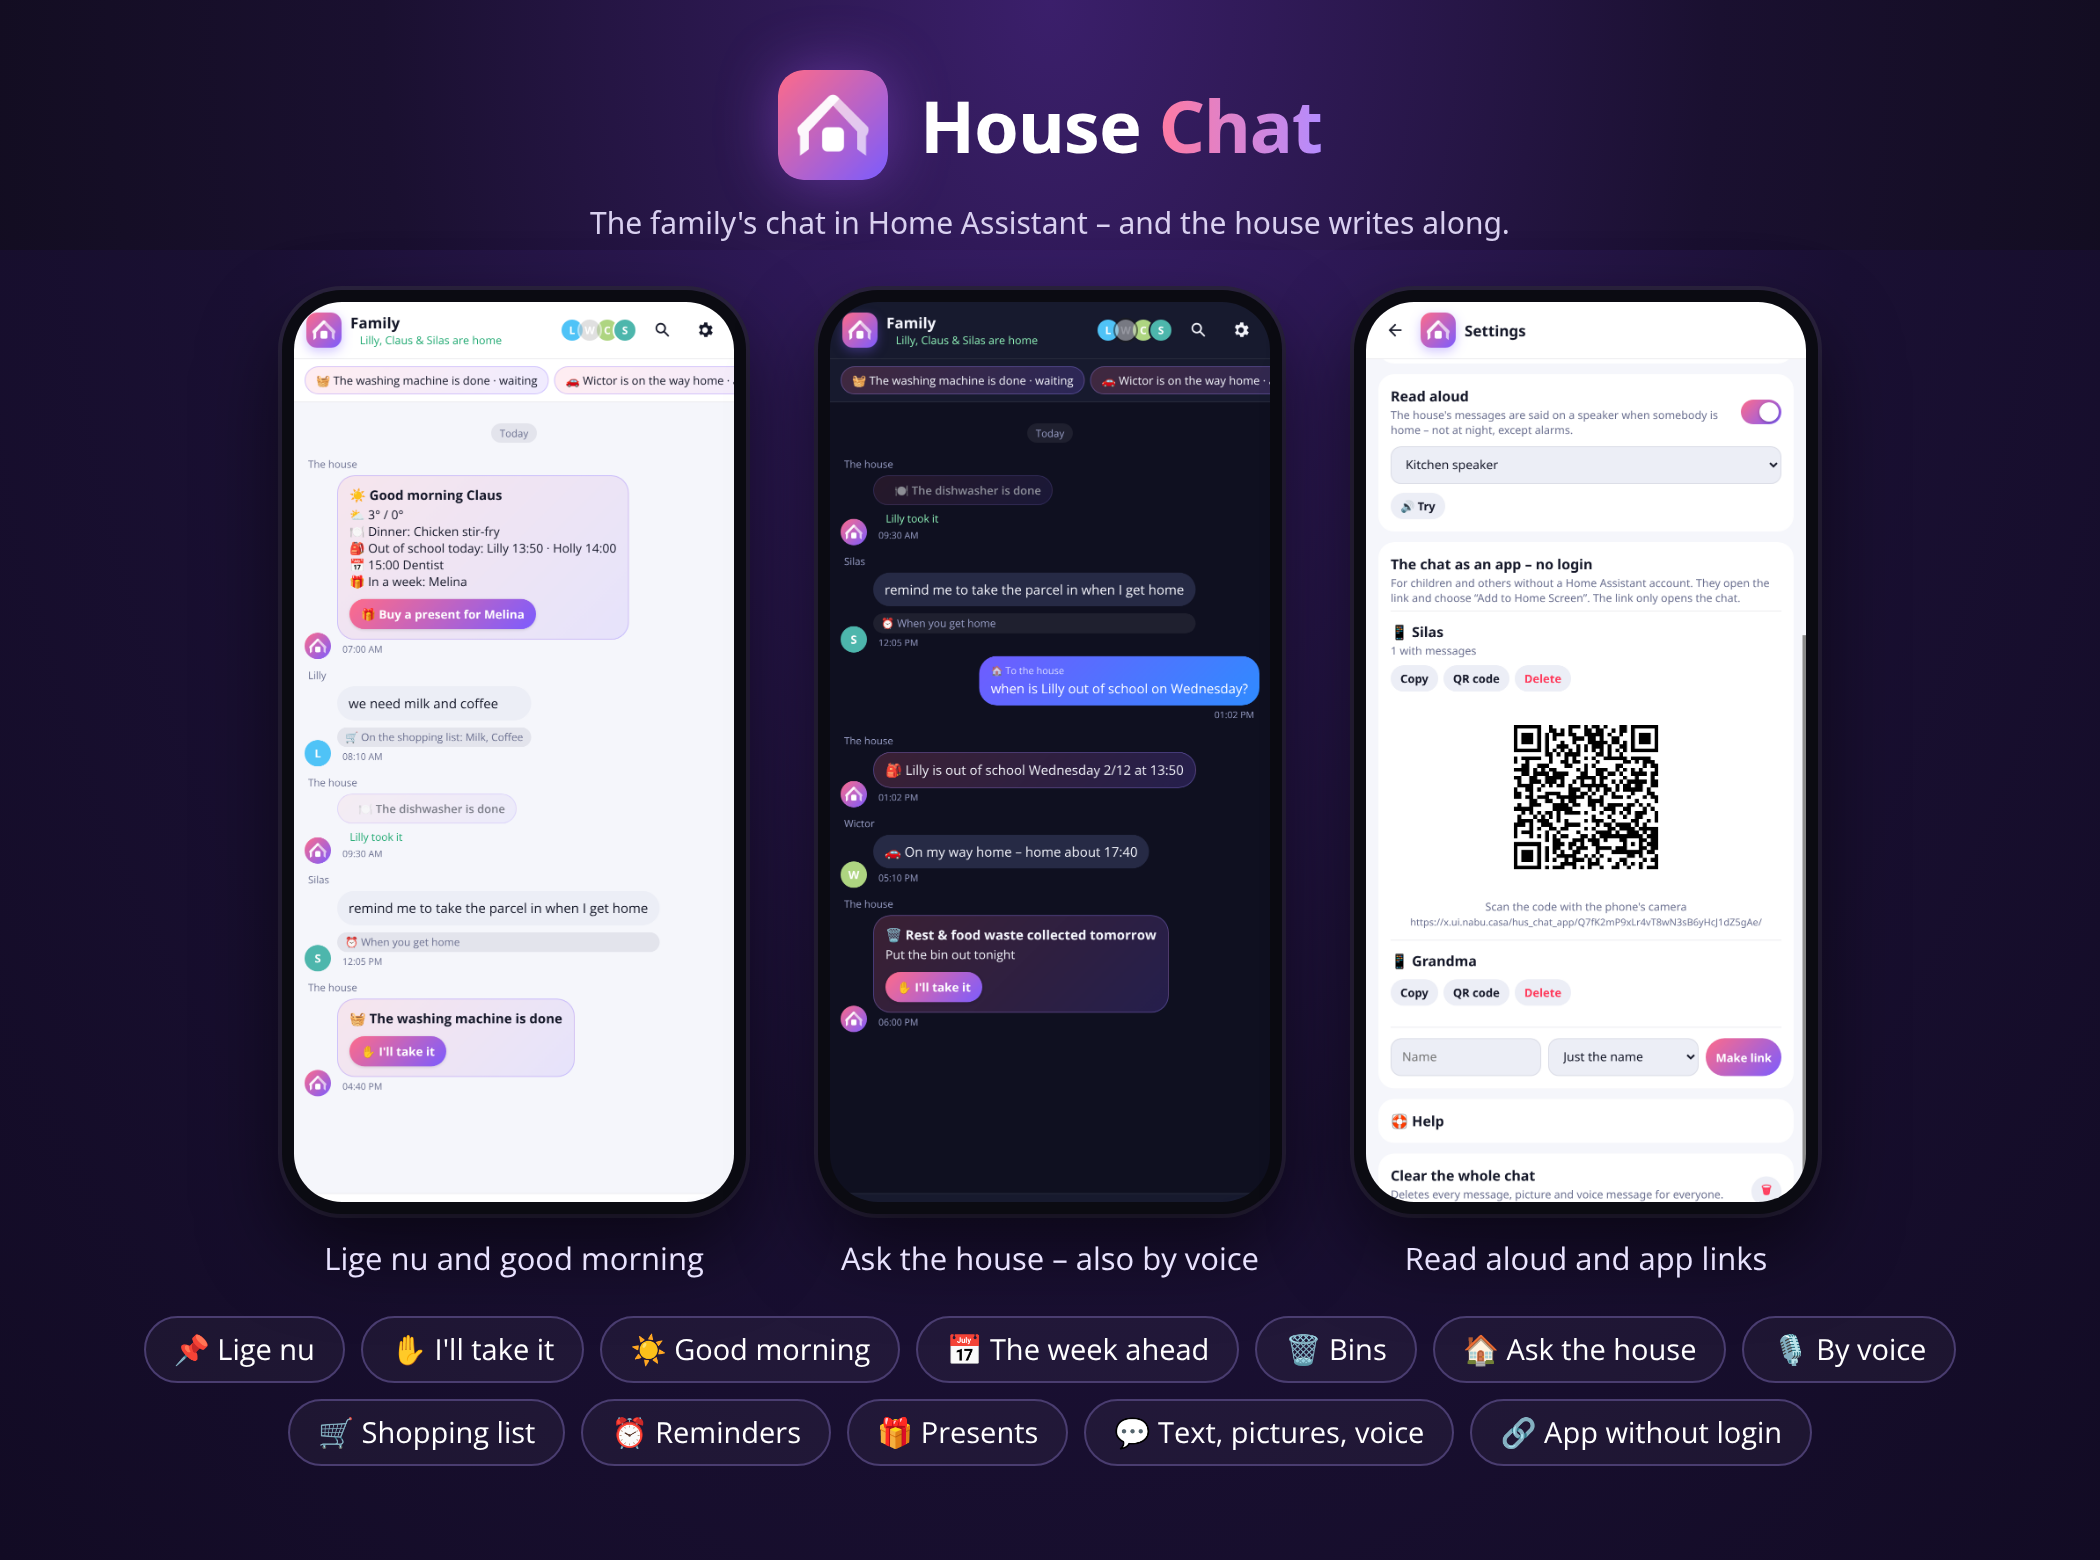 House Chat
The family's chat in Home Assistant – and the house writes along.
Family
Lilly, Claus & Silas are home
L W C S
🧺 The washing machine is done · waiting
🚗 Wictor is on the way home ·
Today
The house
☀️ Good morning Claus
⛅ 3° / 0°
🍽️ Dinner: Chicken stir-fry
🎒 Out of school today: Lilly 13:50 · Holly 14:00
📅 15:00 Dentist
🎁 In a week: Melina
🎁 Buy a present for Melina
07:00 AM
Lilly
we need milk and coffee
🛒 On the shopping list: Milk, Coffee
L
08:10 AM
The house
🍽️ The dishwasher is done
Lilly took it
09:30 AM
Silas
remind me to take the parcel in when I get home
⏰ When you get home
S
12:05 PM
The house
🧺 The washing machine is done
✋ I'll take it
04:40 PM
Lige nu and good morning
Family
Lilly, Claus & Silas are home
L W C S
🧺 The washing machine is done · waiting
🚗 Wictor is on the way home ·
Today
The house
🍽️ The dishwasher is done
Lilly took it
09:30 AM
Silas
remind me to take the parcel in when I get home
⏰ When you get home
S
12:05 PM
🏠 To the house
when is Lilly out of school on Wednesday?
01:02 PM
The house
🎒 Lilly is out of school Wednesday 2/12 at 13:50
01:02 PM
Wictor
🚗 On my way home – home about 17:40
W
05:10 PM
The house
🗑️ Rest & food waste collected tomorrow
Put the bin out tonight
✋ I'll take it
06:00 PM
Ask the house – also by voice
Settings
Read aloud
The house's messages are said on a speaker when somebody is
home – not at night, except alarms.
Kitchen speaker
🔊 Try
The chat as an app – no login
For children and others without a Home Assistant account. They open the
link and choose “Add to Home Screen”. The link only opens the chat.
📱 Silas
1 with messages
Copy QR code Delete
Scan the code with the phone's camera
https://x.ui.nabu.casa/hus_chat_app/Q7fK2mP9xLr4vT8wN3sB6yHcJ1dZ5gAe/
📱 Grandma
Copy QR code Delete
Name Just the name Make link
🛟 Help
Clear the whole chat
Deletes every message, picture and voice message for everyone.
Read aloud and app links
📌 Lige nu ✋ I'll take it ☀️ Good morning 📅 The week ahead 🗑️ Bins 🏠 Ask the house 🎙️ By voice
🛒 Shopping list ⏰ Reminders 🎁 Presents 💬 Text, pictures, voice 🔗 App without login